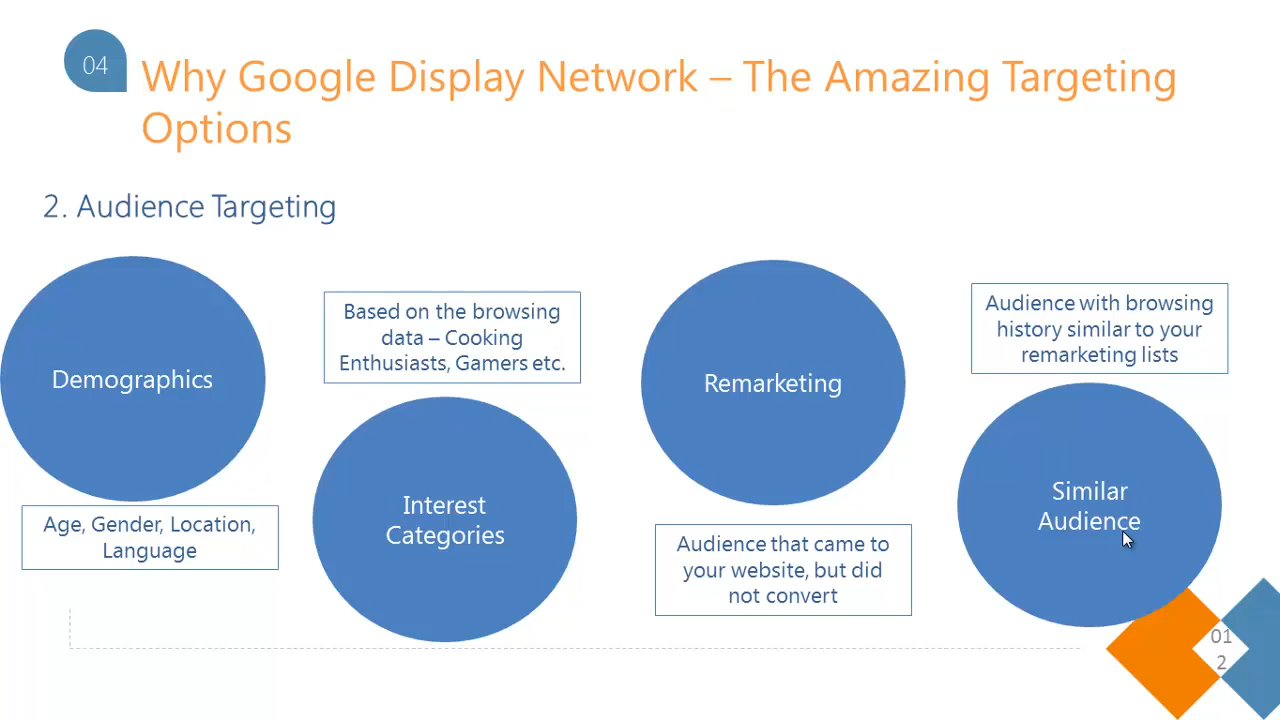 04
Why Google Display Network – The Amazing Targeting
Options
2. Audience Targeting
Demographics
Age, Gender, Location,
Language
Based on the browsing
data – Cooking
Enthusiasts, Gamers etc.
Interest
Categories
Remarketing
Audience that came to
your website, but did
not convert
Audience with browsing
history similar to your
remarketing lists
Similar
Audience
01
2